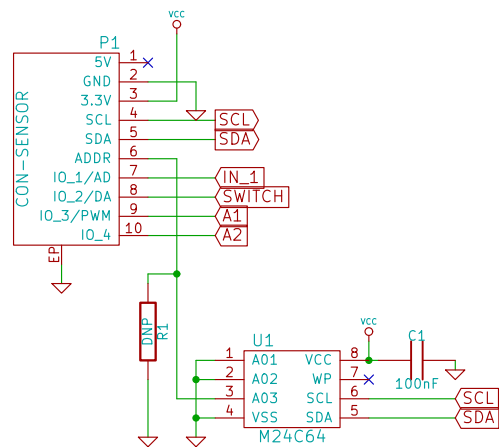 vcc
P1
5V 1
GND 2
3.3V 3
SCL 4 SCL
SDA 5 SDA
ADDR 6
IO_1/AD 7 IN_1
IO_2/DA 8 SWITCH
IO_3/PWM 9 A1
IO_4 10 A2
CON-SENSOR
EP
DNP
R1
vcc
U1
C1
100nF
1 A01 VCC 8
2 A02 WP 7
3 A03 SCL 6 SCL
4 VSS SDA 5 SDA
M24C64